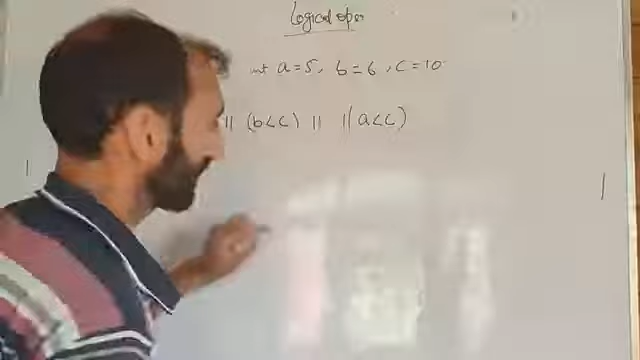 Logical oper
int a=5, b=6, c=10
|| (b<c) || ||(a<c)